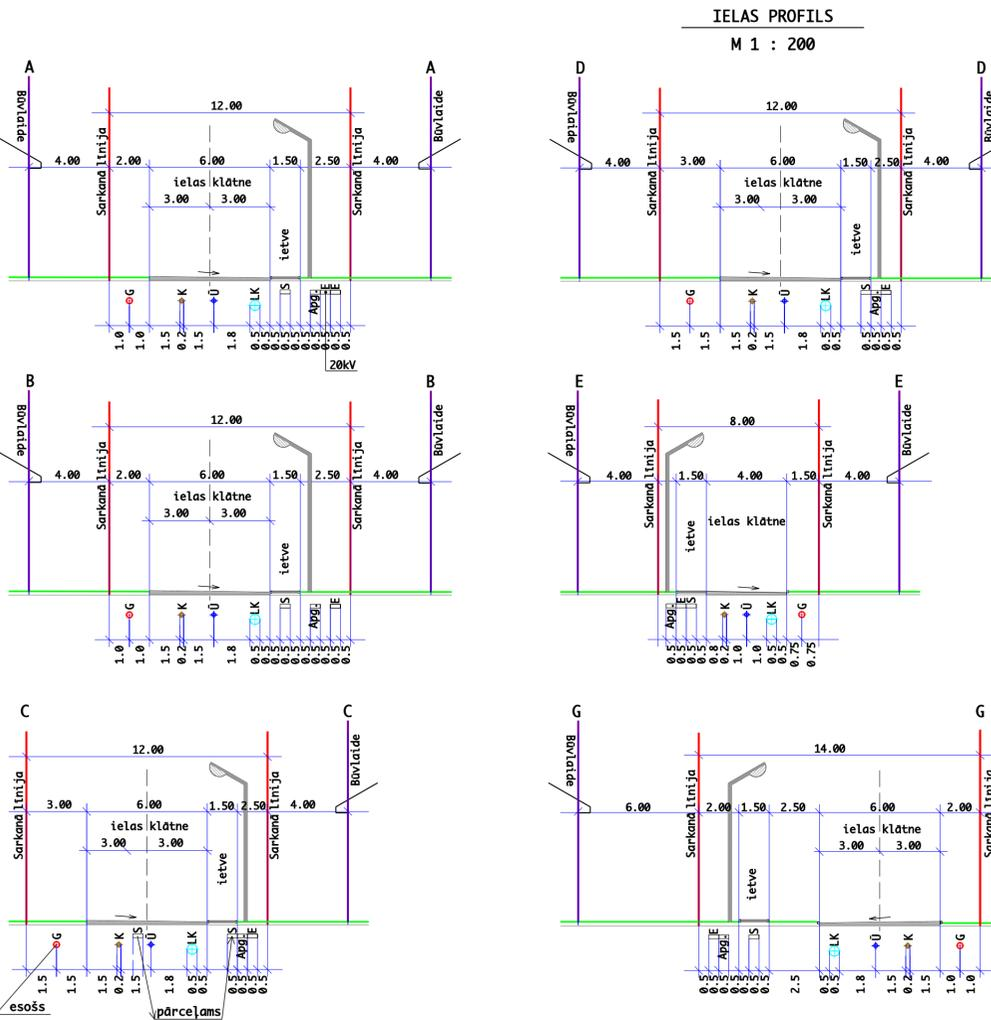 IELAS PROFILS
M 1 : 200
A A
12.00
Būvlaide Sarkanā līnija Sarkanā līnija Būvlaide
4.00 2.00 6.00 1.50 2.50 4.00
ielas klātne
3.00 3.00
ietve
G K Ū LK S Apg. E E
1.0 1.0 1.5 0.2 1.5 1.8 0.5 0.5 0.5 0.5 0.5 0.5 0.5 0.5 0.5
20kV
D D
12.00
Būvlaide Sarkanā līnija Sarkanā līnija Būvlaide
4.00 3.00 6.00 1.50 2.50 4.00
ielas klātne
3.00 3.00
ietve
G K Ū LK S Apg. E
1.5 1.5 1.5 0.2 1.5 1.8 0.5 0.5 0.5 0.5 0.5 0.5
B B
12.00
Būvlaide Sarkanā līnija Sarkanā līnija Būvlaide
4.00 2.00 6.00 1.50 2.50 4.00
ielas klātne
3.00 3.00
ietve
G K Ū LK S Apg. E
1.0 1.0 1.5 0.2 1.5 1.8 0.5 0.5 0.5 0.5 0.5 0.5 0.5 0.5 0.5
E E
8.00
Būvlaide Sarkanā līnija Sarkanā līnija Būvlaide
4.00 1.50 4.00 1.50 4.00
ielas klātne
ietve
Apg. E S K Ū LK G
0.5 0.5 0.5 0.5 0.8 0.2 1.0 1.0 0.5 0.5 0.75 0.75
C C
12.00
Sarkanā līnija Sarkanā līnija Būvlaide
3.00 6.00 1.50 2.50 4.00
ielas klātne
3.00 3.00
ietve
G K S Ū LK S Apg. E
1.5 1.5 1.5 0.2 1.5 1.8 0.5 0.5 0.5 0.5 0.5 0.5
esošs
pārceļams
G G
14.00
Būvlaide Sarkanā līnija Sarkanā līnija
6.00 2.00 1.50 2.50 6.00 2.00
ielas klātne
3.00 3.00
ietve
E Apg. S LK Ū K G
0.5 0.5 0.5 0.5 0.5 0.5 0.5 2.5 0.5 0.5 1.8 1.5 0.2 1.5 1.0 1.0